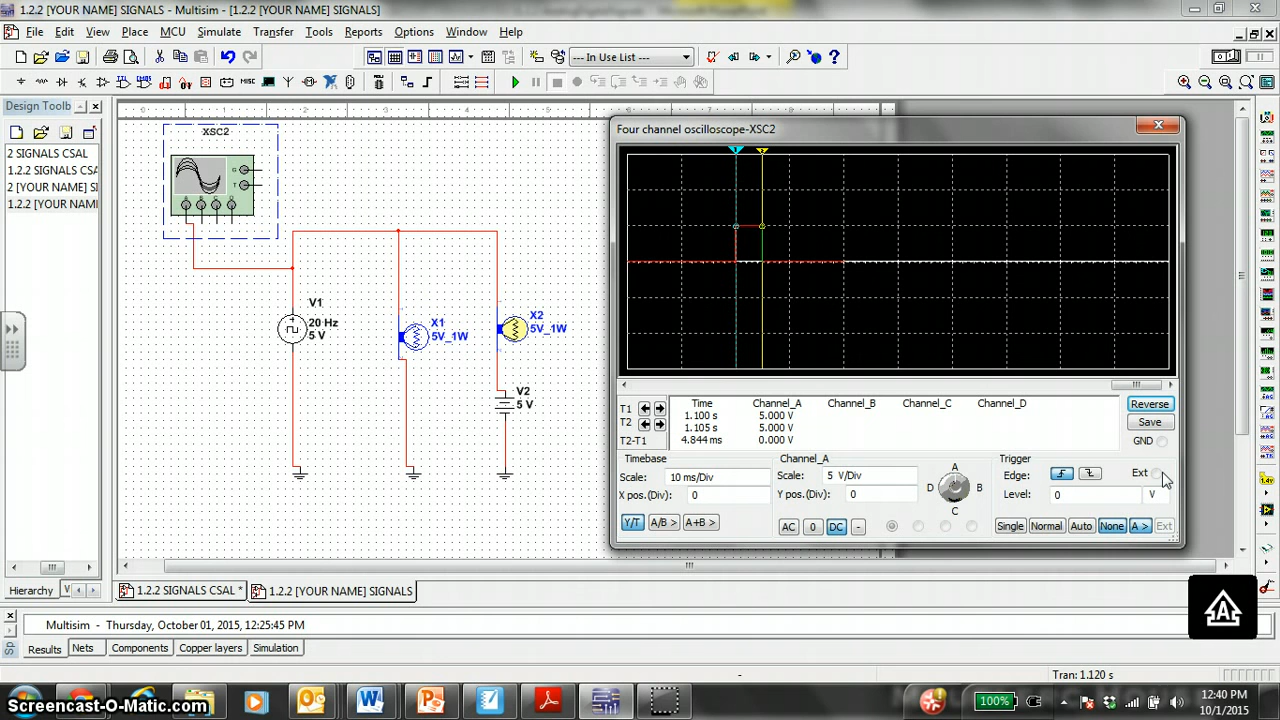 1.2.2 [YOUR NAME] SIGNALS - Multisim - [1.2.2 [YOUR NAME] SIGNALS]
File Edit View Place MCU Simulate Transfer Tools Reports Options Window Help
--- In Use List ---
MISC
Design Toolb
2 SIGNALS CSAL
1.2.2 SIGNALS CSA
2 [YOUR NAME] SI
1.2.2 [YOUR NAME
Hierarchy V
XSC2
G
T
V1
20 Hz
5 V
X1
5V_1W
X2
5V_1W
V2
5 V
Four channel oscilloscope-XSC2
1 2
Time Channel_A Channel_B Channel_C Channel_D
T1 1.100 s 5.000 V
T2 1.105 s 5.000 V
T2-T1 4.844 ms 0.000 V
Reverse
Save
GND
Timebase
Scale: 10 ms/Div
X pos.(Div): 0
Y/T A/B > A+B >
Channel_A
Scale: 5 V/Div
Y pos.(Div): 0
AC 0 DC -
A
D B
C
Trigger
Edge: Ext
Level: 0 V
Single Normal Auto None A > Ext
1.4v
1.2.2 SIGNALS CSAL * 1.2.2 [YOUR NAME] SIGNALS
Multisim - Thursday, October 01, 2015, 12:25:45 PM
Results Nets Components Copper layers Simulation
-
Tran: 1.120 s
Screencast-O-Matic.com
100%
12:40 PM
10/1/2015